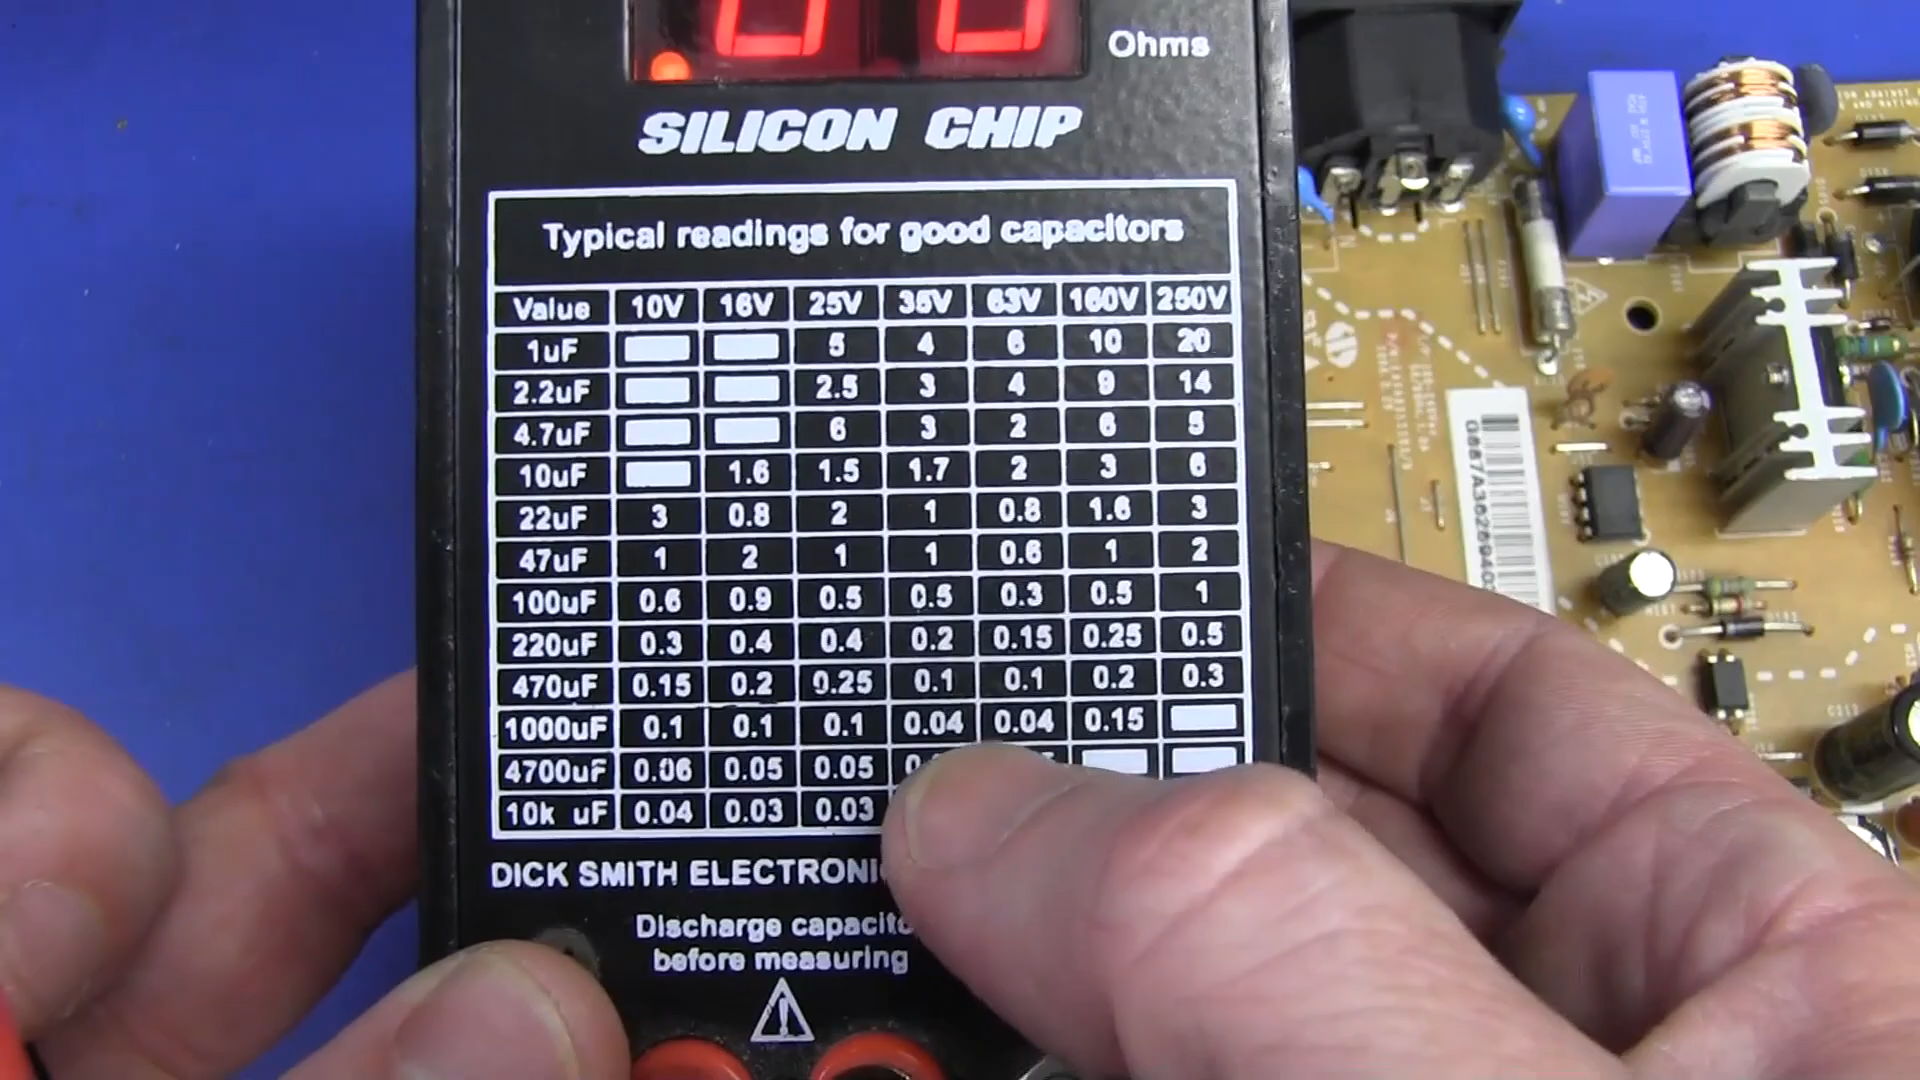 Ohms
SILICON CHIP
Typical readings for good capacitors
Value 10V 16V 25V 35V 63V 160V 250V
1uF 5 4 6 10 20
2.2uF 2.5 3 4 9 14
4.7uF 6 3 2 6 5
10uF 1.6 1.5 1.7 2 3 6
22uF 3 0.8 2 1 0.8 1.6 3
47uF 1 2 1 1 0.6 1 2
100uF 0.6 0.9 0.5 0.5 0.3 0.5 1
220uF 0.3 0.4 0.4 0.2 0.15 0.25 0.5
470uF 0.15 0.2 0.25 0.1 0.1 0.2 0.3
1000uF 0.1 0.1 0.1 0.04 0.04 0.15
4700uF 0.06 0.05 0.05
10k uF 0.04 0.03 0.03
DICK SMITH
Discharge
before measuring